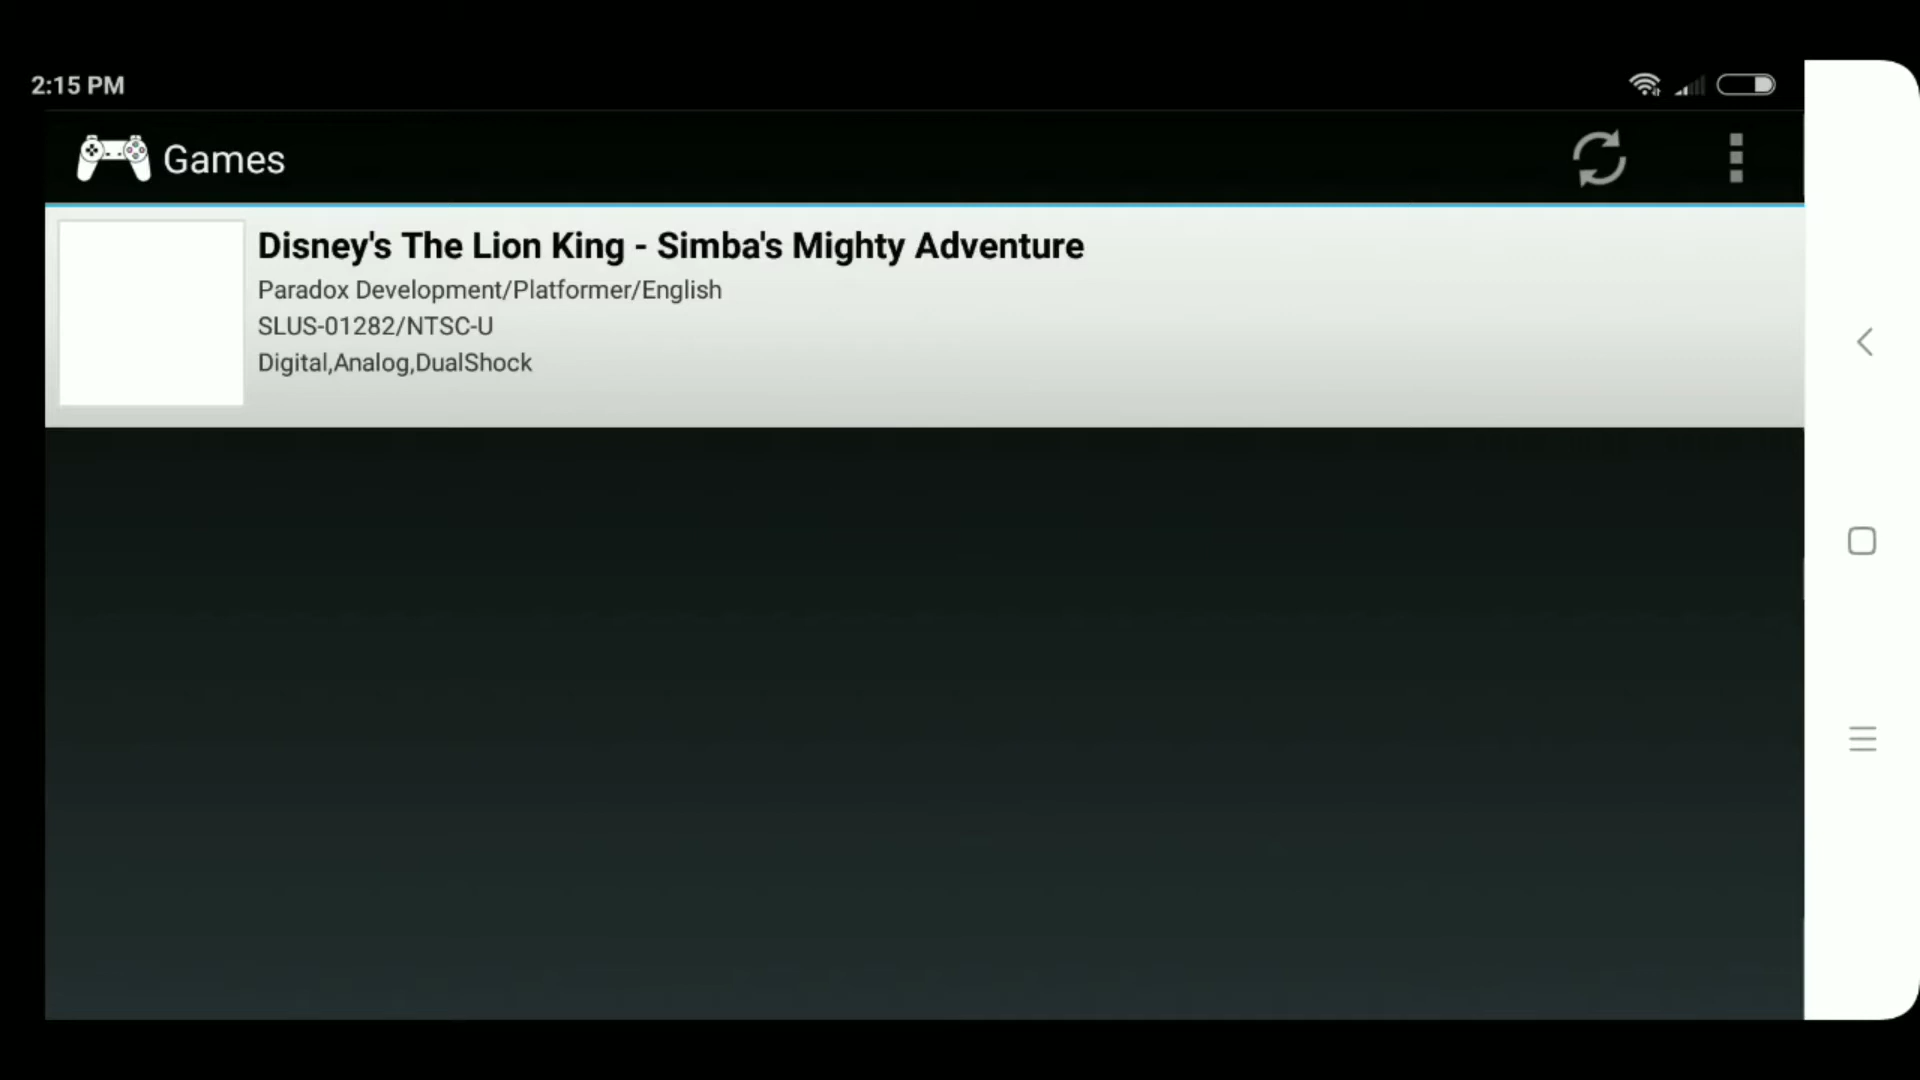 2:15 PM
Games
Disney's The Lion King - Simba's Mighty Adventure
Paradox Development/Platformer/English
SLUS-01282/NTSC-U
Digital,Analog,DualShock